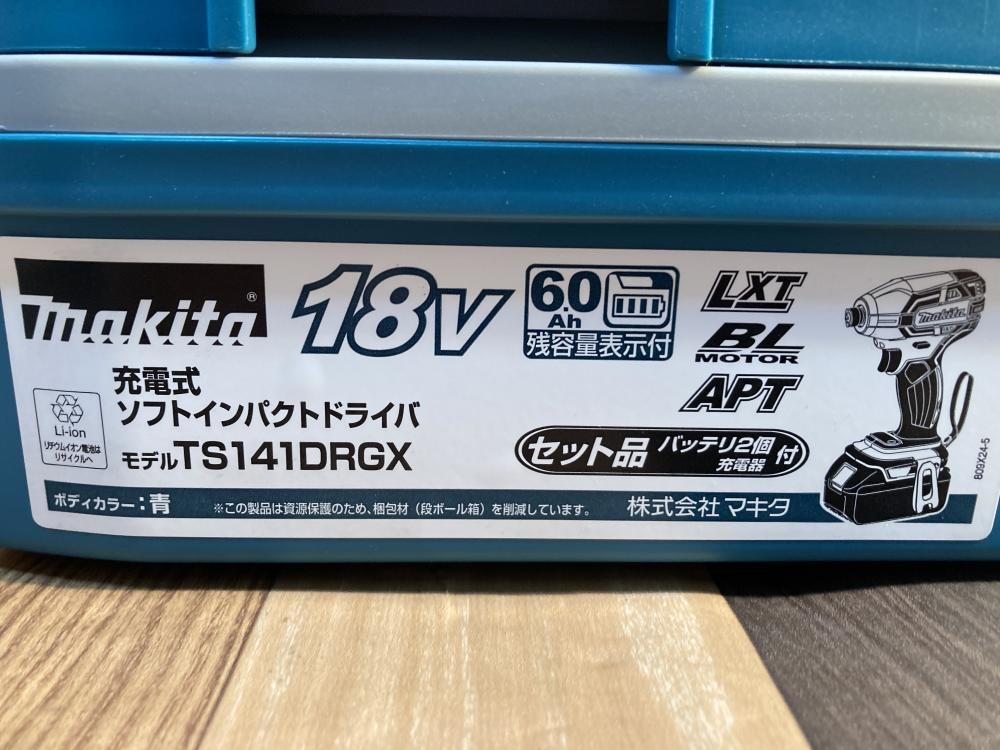 makita®
18V
6.0
Ah
残容量表示付
LXT
BL
MOTOR
APT
makita
充電式
ソフトインパクトドライバ
モデルTS141DRGX
Li-ion
リチウムイオン電池は
リサイクルへ
セット品 バッテリ2個
充電器 付
ボディカラー:青
※この製品は資源保護のため、梱包材(段ボール箱)を削減しています。
株式会社 マキタ
809X24-5